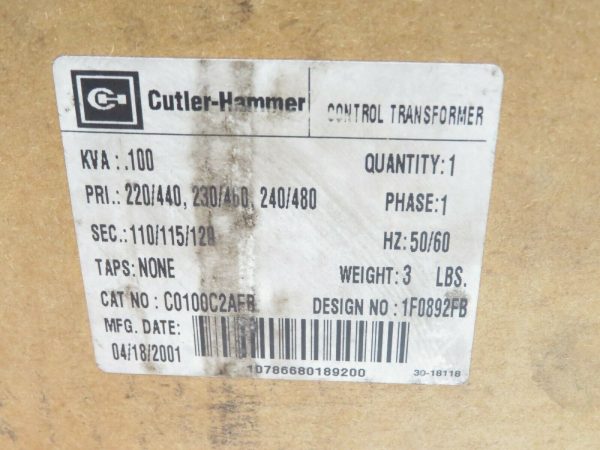 Cutler-Hammer CONTROL TRANSFORMER
KVA : .100 QUANTITY: 1
PRI.: 220/440, 230/460, 240/480 PHASE: 1
SEC.: 110/115/120 HZ: 50/60
TAPS: NONE WEIGHT: 3 LBS.
CAT NO : C0100C2AFB DESIGN NO : 1F0892FB
MFG. DATE:
04/18/2001
10786680189200 30-18118